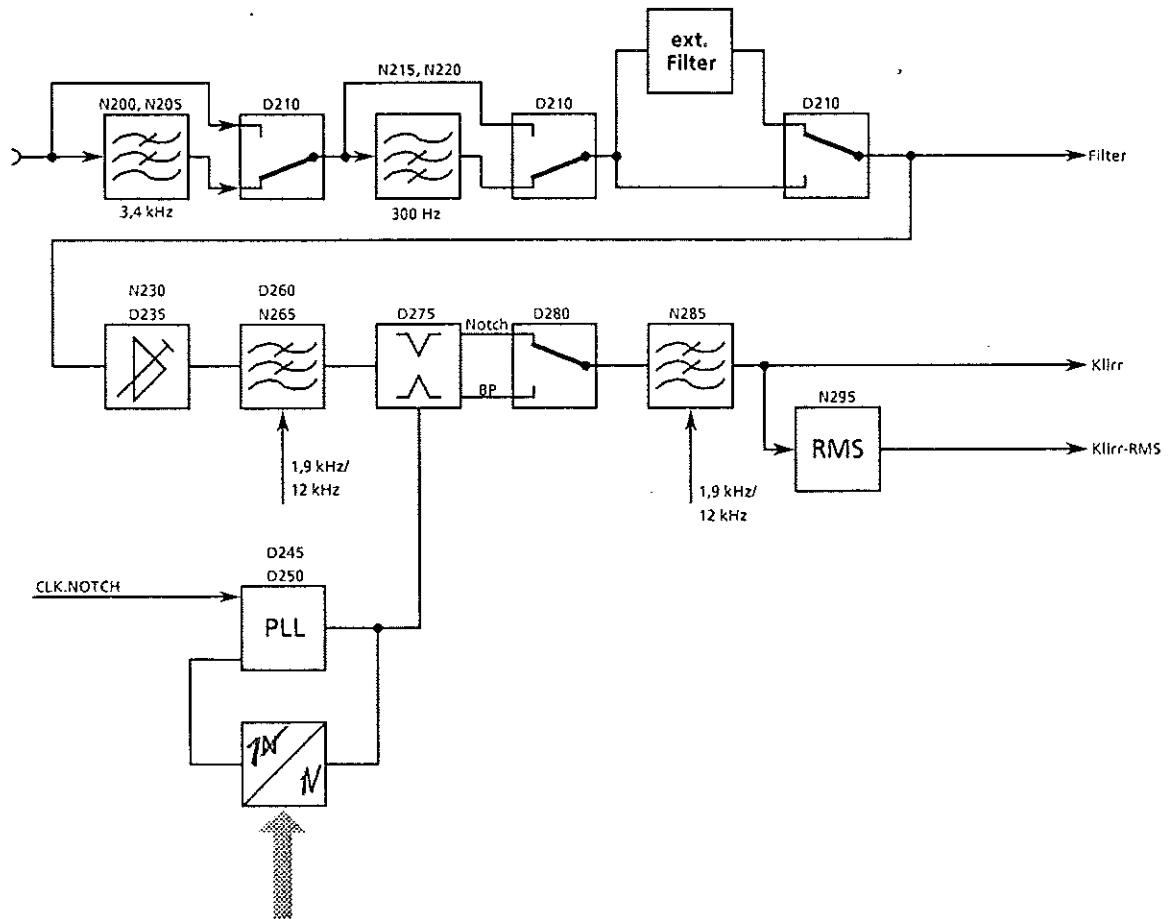 ext.
Filter
N215, N220
N200, N205
D210
D210
D210
Filter
3,4 kHz
300 Hz
N230
D235
D260
N265
D275
Notch
BP
D280
N285
Klirr
N295
RMS
Klirr-RMS
1,9 kHz/
12 kHz
1,9 kHz/
12 kHz
D245
D250
CLK.NOTCH
PLL